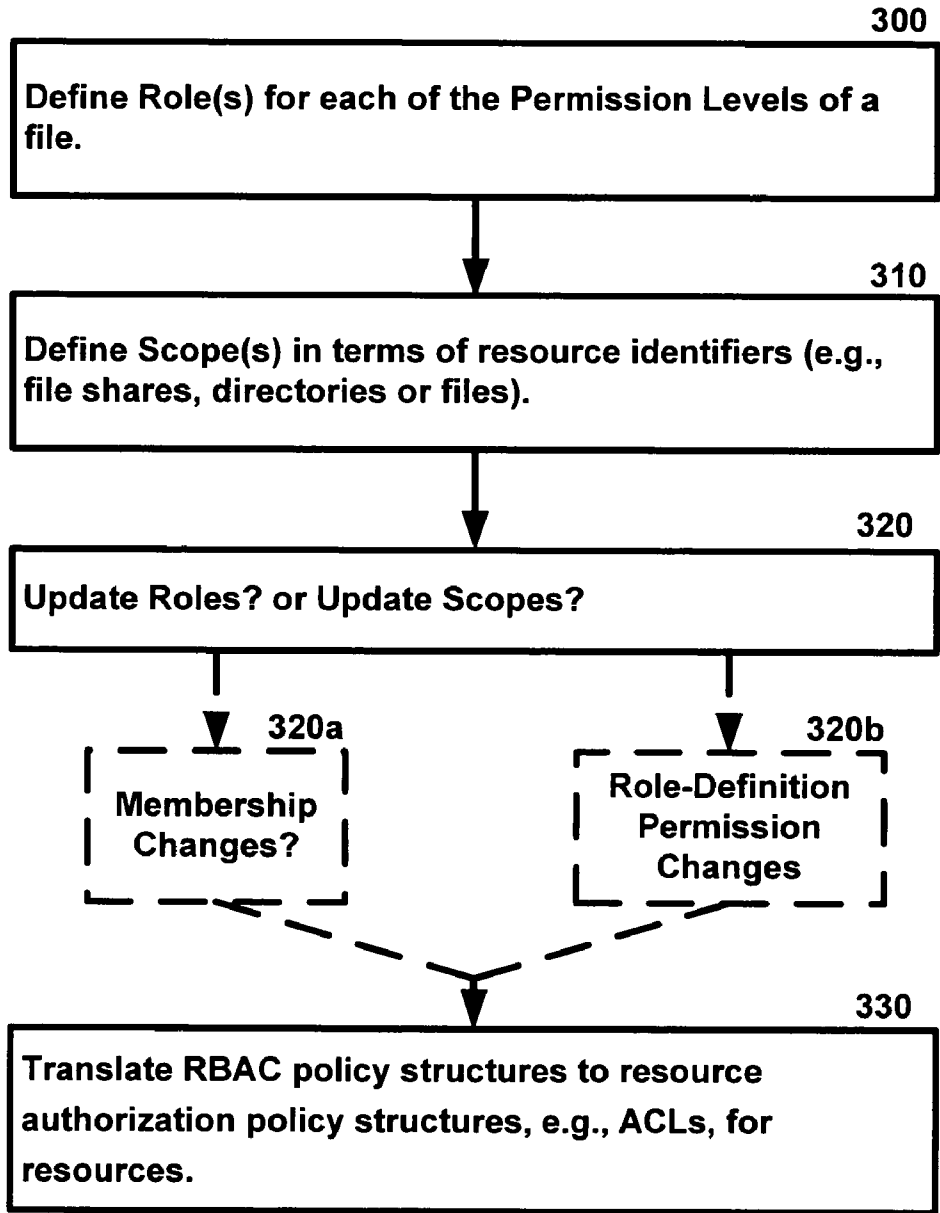 300
Define Role(s) for each of the Permission Levels of a
file.
310
Define Scope(s) in terms of resource identifiers (e.g.,
file shares, directories or files).
320
Update Roles? or Update Scopes?
320a
Membership
Changes?
320b
Role-Definition
Permission
Changes
330
Translate RBAC policy structures to resource
authorization policy structures, e.g., ACLs, for
resources.